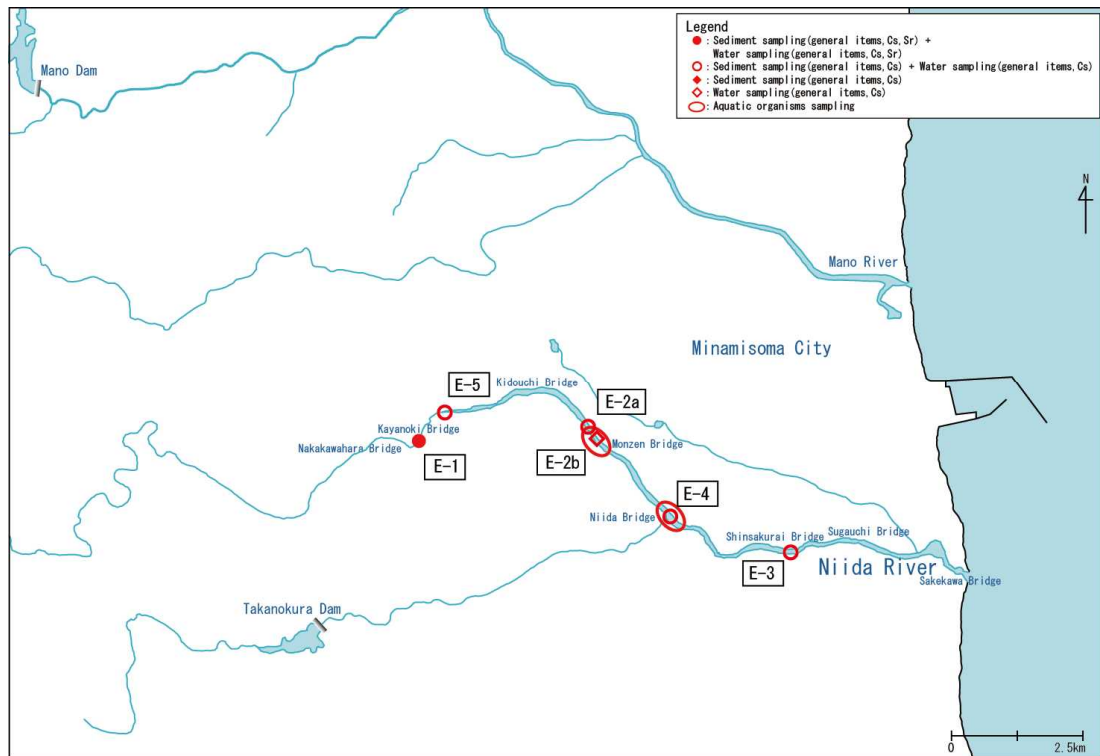 Legend
: Sediment sampling(general items,Cs,Sr) +
Water sampling(general items,Cs,Sr)
: Sediment sampling(general items,Cs) + Water sampling(general items,Cs)
: Sediment sampling(general items,Cs)
: Water sampling(general items,Cs)
: Aquatic organisms sampling
Mano Dam
N
Mano River
Minamisoma City
E-5
Kidouchi Bridge
E-2a
Kayanoki Bridge
Nakakawahara Bridge
Monzen Bridge
E-1
E-2b
E-4
Niida Bridge
Shinsakurai Bridge
Sugauchi Bridge
E-3
Niida River
Sakekawa Bridge
Takanokura Dam
0
2.5km